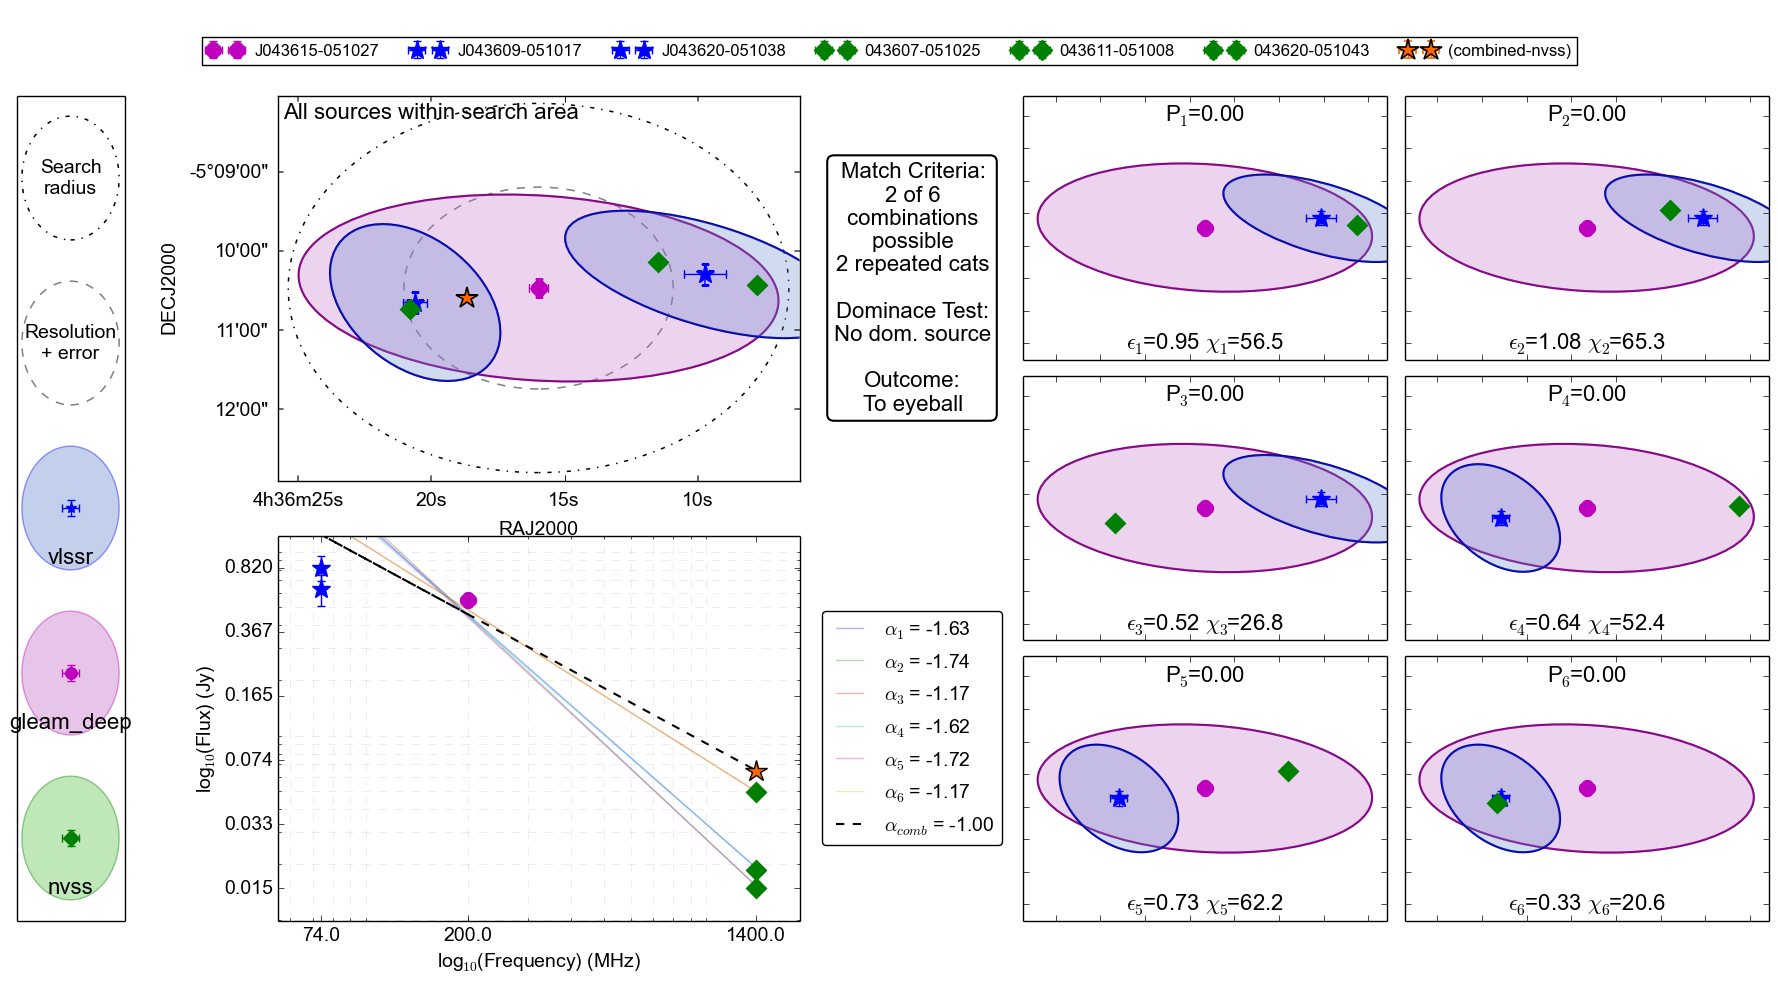 J043615-051027 J043609-051017 J043620-051038 043607-051025 043611-051008 043620-051043 (combined-nvss)
Search
radius
Resolution
+ error
vlssr
gleam_deep
nvss
All sources within search area
DECJ2000
-5°09'00"
10'00"
11'00"
12'00"
4h36m25s 20s 15s 10s
RAJ2000
Match Criteria:
2 of 6
combinations
possible
2 repeated cats
Dominace Test:
No dom. source
Outcome:
To eyeball
log10(Flux) (Jy)
0.820
0.367
0.165
0.074
0.033
0.015
74.0 200.0 1400.0
log10(Frequency) (MHz)
α1 = -1.63
α2 = -1.74
α3 = -1.17
α4 = -1.62
α5 = -1.72
α6 = -1.17
αcomb = -1.00
P1=0.00
ϵ1=0.95 χ1=56.5
P2=0.00
ϵ2=1.08 χ2=65.3
P3=0.00
ϵ3=0.52 χ3=26.8
P4=0.00
ϵ4=0.64 χ4=52.4
P5=0.00
ϵ5=0.73 χ5=62.2
P6=0.00
ϵ6=0.33 χ6=20.6